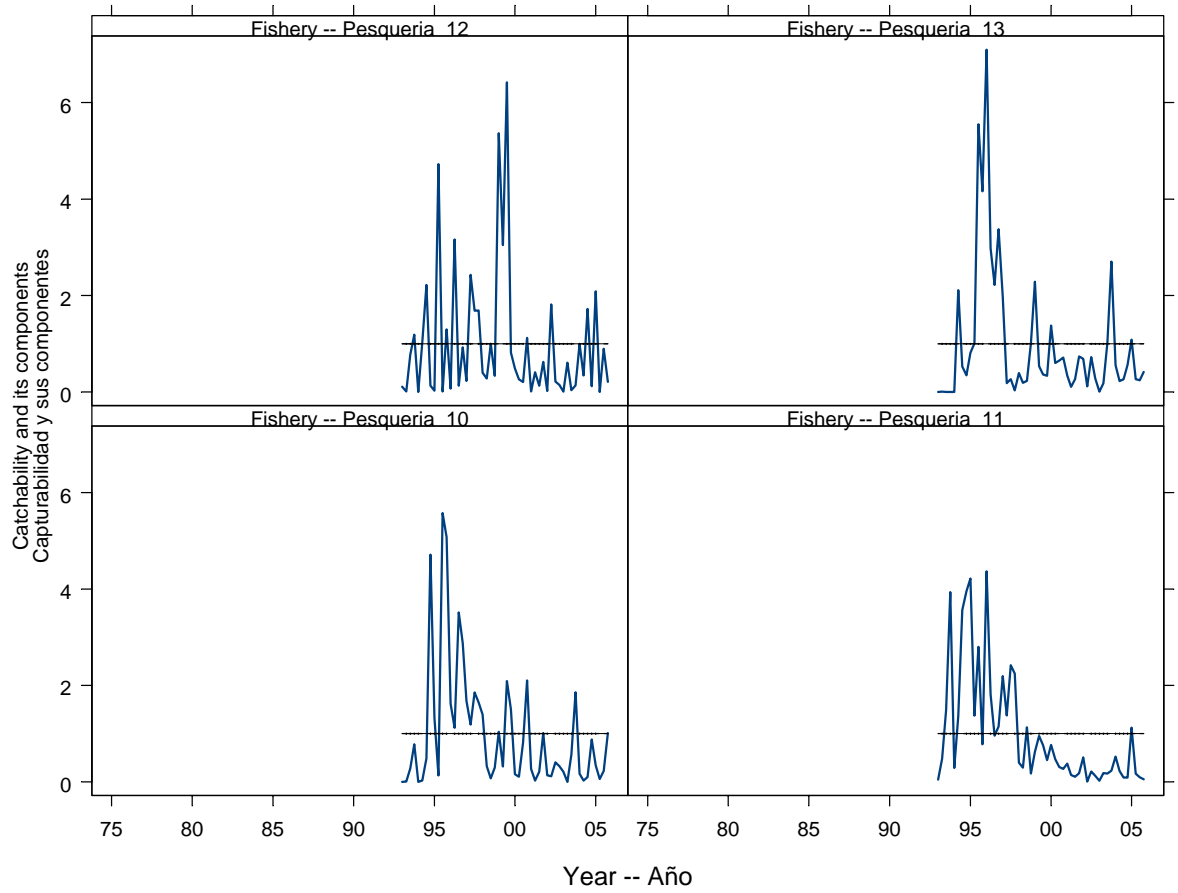 Fishery -- Pesqueria 12
Fishery -- Pesqueria 13
6
4
2
0
Catchability and its components
Capturabilidad y sus componentes
Fishery -- Pesqueria 10
Fishery -- Pesqueria 11
6
4
2
0
75 80 85 90 95 00 05
75 80 85 90 95 00 05
Year -- Año